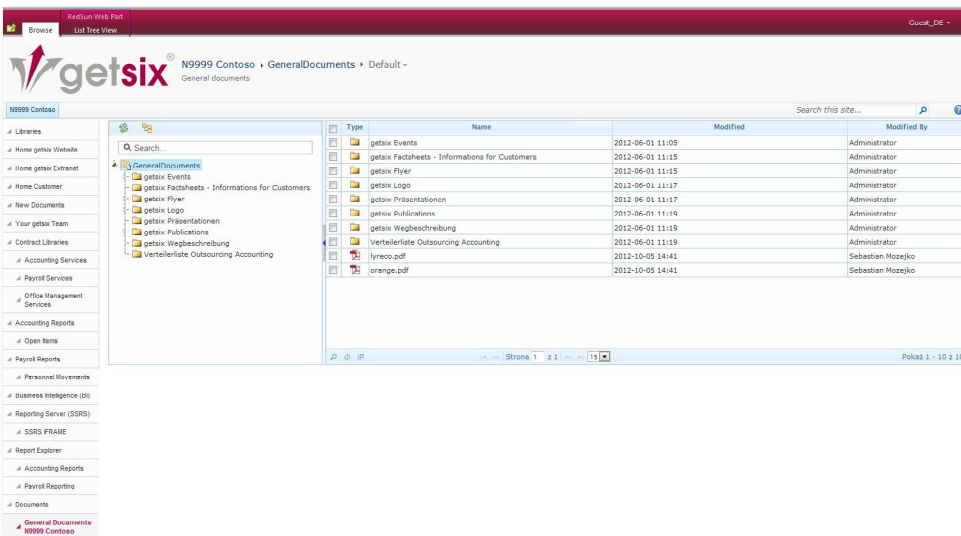 RedSun Web Part
Browse
List Tree View
Guest_DE
getsix®
N9999 Contoso › GeneralDocuments › Default
General documents
N9999 Contoso
Search this site...
Libraries
Home getsix Website
Home getsix Extranet
Home Customer
New Documents
Your getsix Team
Contract Libraries
Accounting Services
Payroll Services
Office Management
Services
Accounting Reports
Open Items
Payroll Reports
Personnel Movements
Business Intelligence (BI)
Reporting Server (SSRS)
SSRS iFRAME
Report Explorer
Accounting Reports
Payroll Reporting
Documents
General Documents
N9999 Contoso
Search...
GeneralDocuments
getsix Events
getsix Factsheets - Informations for Customers
getsix Flyer
getsix Logo
getsix Präsentationen
getsix Publications
getsix Wegbeschreibung
Verteilerliste Outsourcing Accounting
Type Name Modified Modified By
getsix Events 2012-06-01 11:05 Administrator
getsix Factsheets - Informations for Customers 2012-06-01 11:15 Administrator
getsix Flyer 2012-06-01 11:15 Administrator
getsix Logo 2012-06-01 11:17 Administrator
getsix Präsentationen 2012-06-01 11:17 Administrator
getsix Publications 2012-06-01 11:19 Administrator
getsix Wegbeschreibung 2012-06-01 11:19 Administrator
Verteilerliste Outsourcing Accounting 2012-06-01 11:19 Administrator
lyreco.pdf 2012-10-05 14:41 Sebastian Mozejko
orange.pdf 2012-10-05 14:41 Sebastian Mozejko
Strona 1 z 1 15 Pokaż 1 - 10 z 10